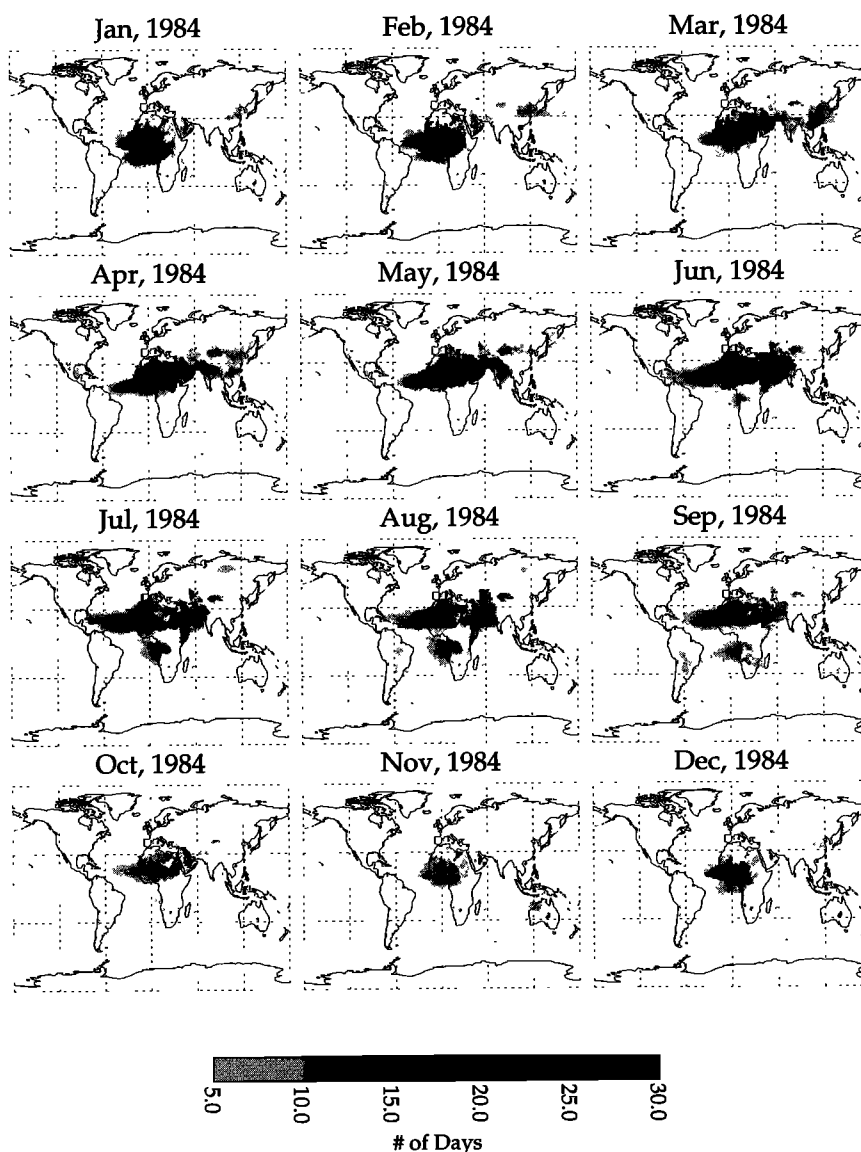 Jan, 1984 Feb, 1984 Mar, 1984
Apr, 1984 May, 1984 Jun, 1984
Jul, 1984 Aug, 1984 Sep, 1984
Oct, 1984 Nov, 1984 Dec, 1984
5.0 10.0 15.0 20.0 25.0 30.0
# of Days